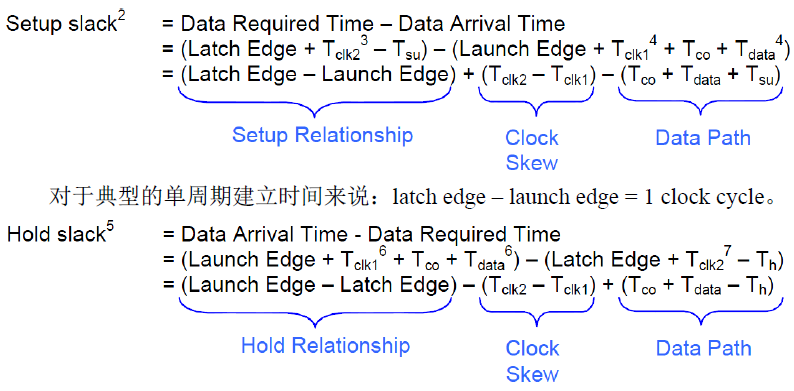 Setup slack² = Data Required Time – Data Arrival Time
= (Latch Edge + Tclk2³ – Tsu) – (Launch Edge + Tclk1⁴ + Tco + Tdata⁴)
= (Latch Edge – Launch Edge) + (Tclk2 – Tclk1) – (Tco + Tdata + Tsu)
Setup Relationship Clock Skew Data Path
对于典型的单周期建立时间来说：latch edge – launch edge = 1 clock cycle。
Hold slack⁵ = Data Arrival Time - Data Required Time
= (Launch Edge + Tclk1⁶ + Tco + Tdata⁶) – (Latch Edge + Tclk2⁷ – Th)
= (Launch Edge – Latch Edge) – (Tclk2 – Tclk1) + (Tco + Tdata – Th)
Hold Relationship Clock Skew Data Path